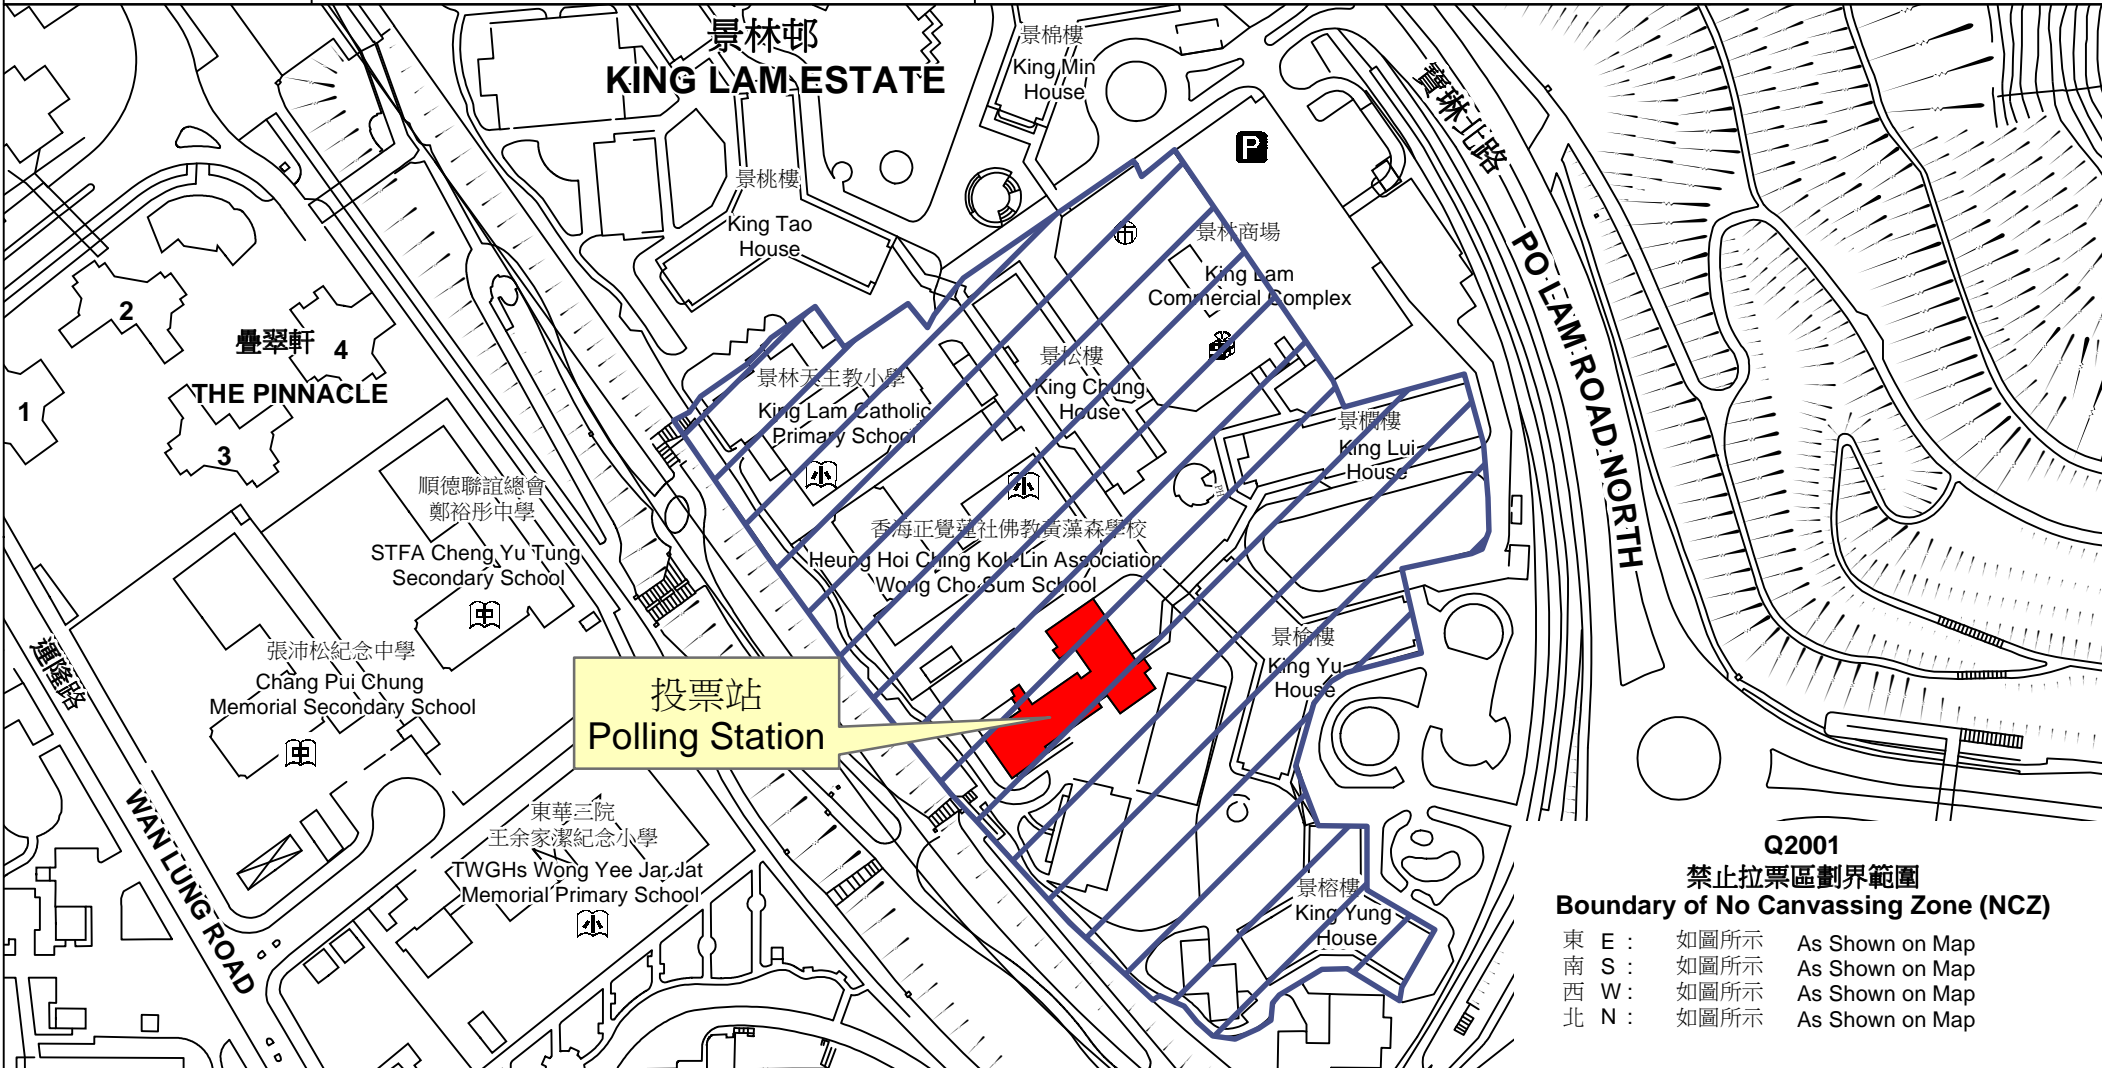 景林邨
KING LAM ESTATE
景棉樓
King Min
House
寶琳北路
PO LAM ROAD NORTH
P
景桃樓
King Tao
House
市
景林商場
King Lam
Commercial Complex
2
疊翠軒
4
THE PINNACLE
1
3
景松樓
King Chung
House
景林天主教小學
King Lam Catholic
Primary School
小
小
景櫚樓
King Lui
House
順德聯誼總會
鄭裕彤中學
STFA Cheng Yu Tung
Secondary School
中
香海正覺蓮社佛教黃藻森學校
Heung Hoi Ching Kok Lin Association
Wong Cho Sum School
景榆樓
King Yu
House
運隆路
WAN LUNG ROAD
張沛松紀念中學
Chang Pui Chung
Memorial Secondary School
中
投票站
Polling Station
東華三院
王余家潔紀念小學
TWGHs Wong Yee Jar Jat
Memorial Primary School
小
景榕樓
King Yung
House
Q2001
禁止拉票區劃界範圍
Boundary of No Canvassing Zone (NCZ)
東 E : 如圖所示 As Shown on Map
南 S : 如圖所示 As Shown on Map
西 W : 如圖所示 As Shown on Map
北 N : 如圖所示 As Shown on Map